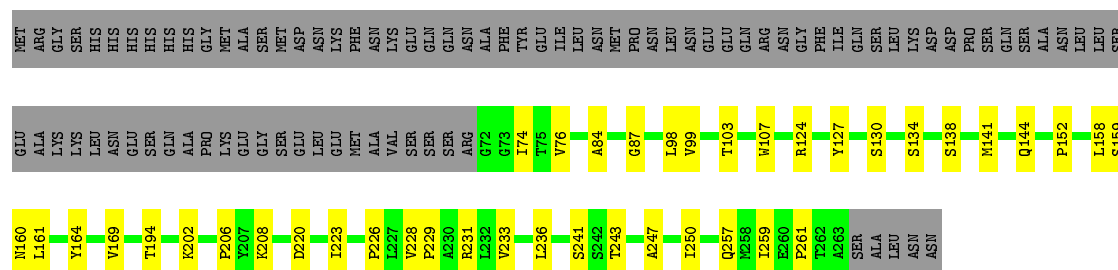 MET ARG GLY SER HIS HIS HIS HIS HIS HIS GLY MET ALA SER MET ASP ASN LYS PHE ASN LYS GLU GLN GLN ASN ALA PHE TYR GLU ILE LEU ASN MET PRO ASN LEU ASN GLU GLU GLN ARG ASN GLY PHE ILE GLN SER LEU LYS ASP ASP PRO SER GLN SER ALA ASN LEU LEU SER
GLU ALA LYS LYS LEU ASN GLU SER GLN ALA PRO LYS GLU GLY SER GLU LEU GLU MET ALA VAL SER SER SER ARG G72 G73 I74 T75 V76 A84 G87 L98 V99 T103 W107 R124 Y127 S130 S134 S138 M141 Q144 P152 L158 S159
N160 L161 Y164 V169 T194 K202 P206 Y207 K208 D220 I223 P226 L227 V228 P229 A230 R231 L232 V233 L236 S241 S242 T243 A247 I250 Q257 M258 I259 E260 P261 T262 A263 SER ALA LEU ASN ASN